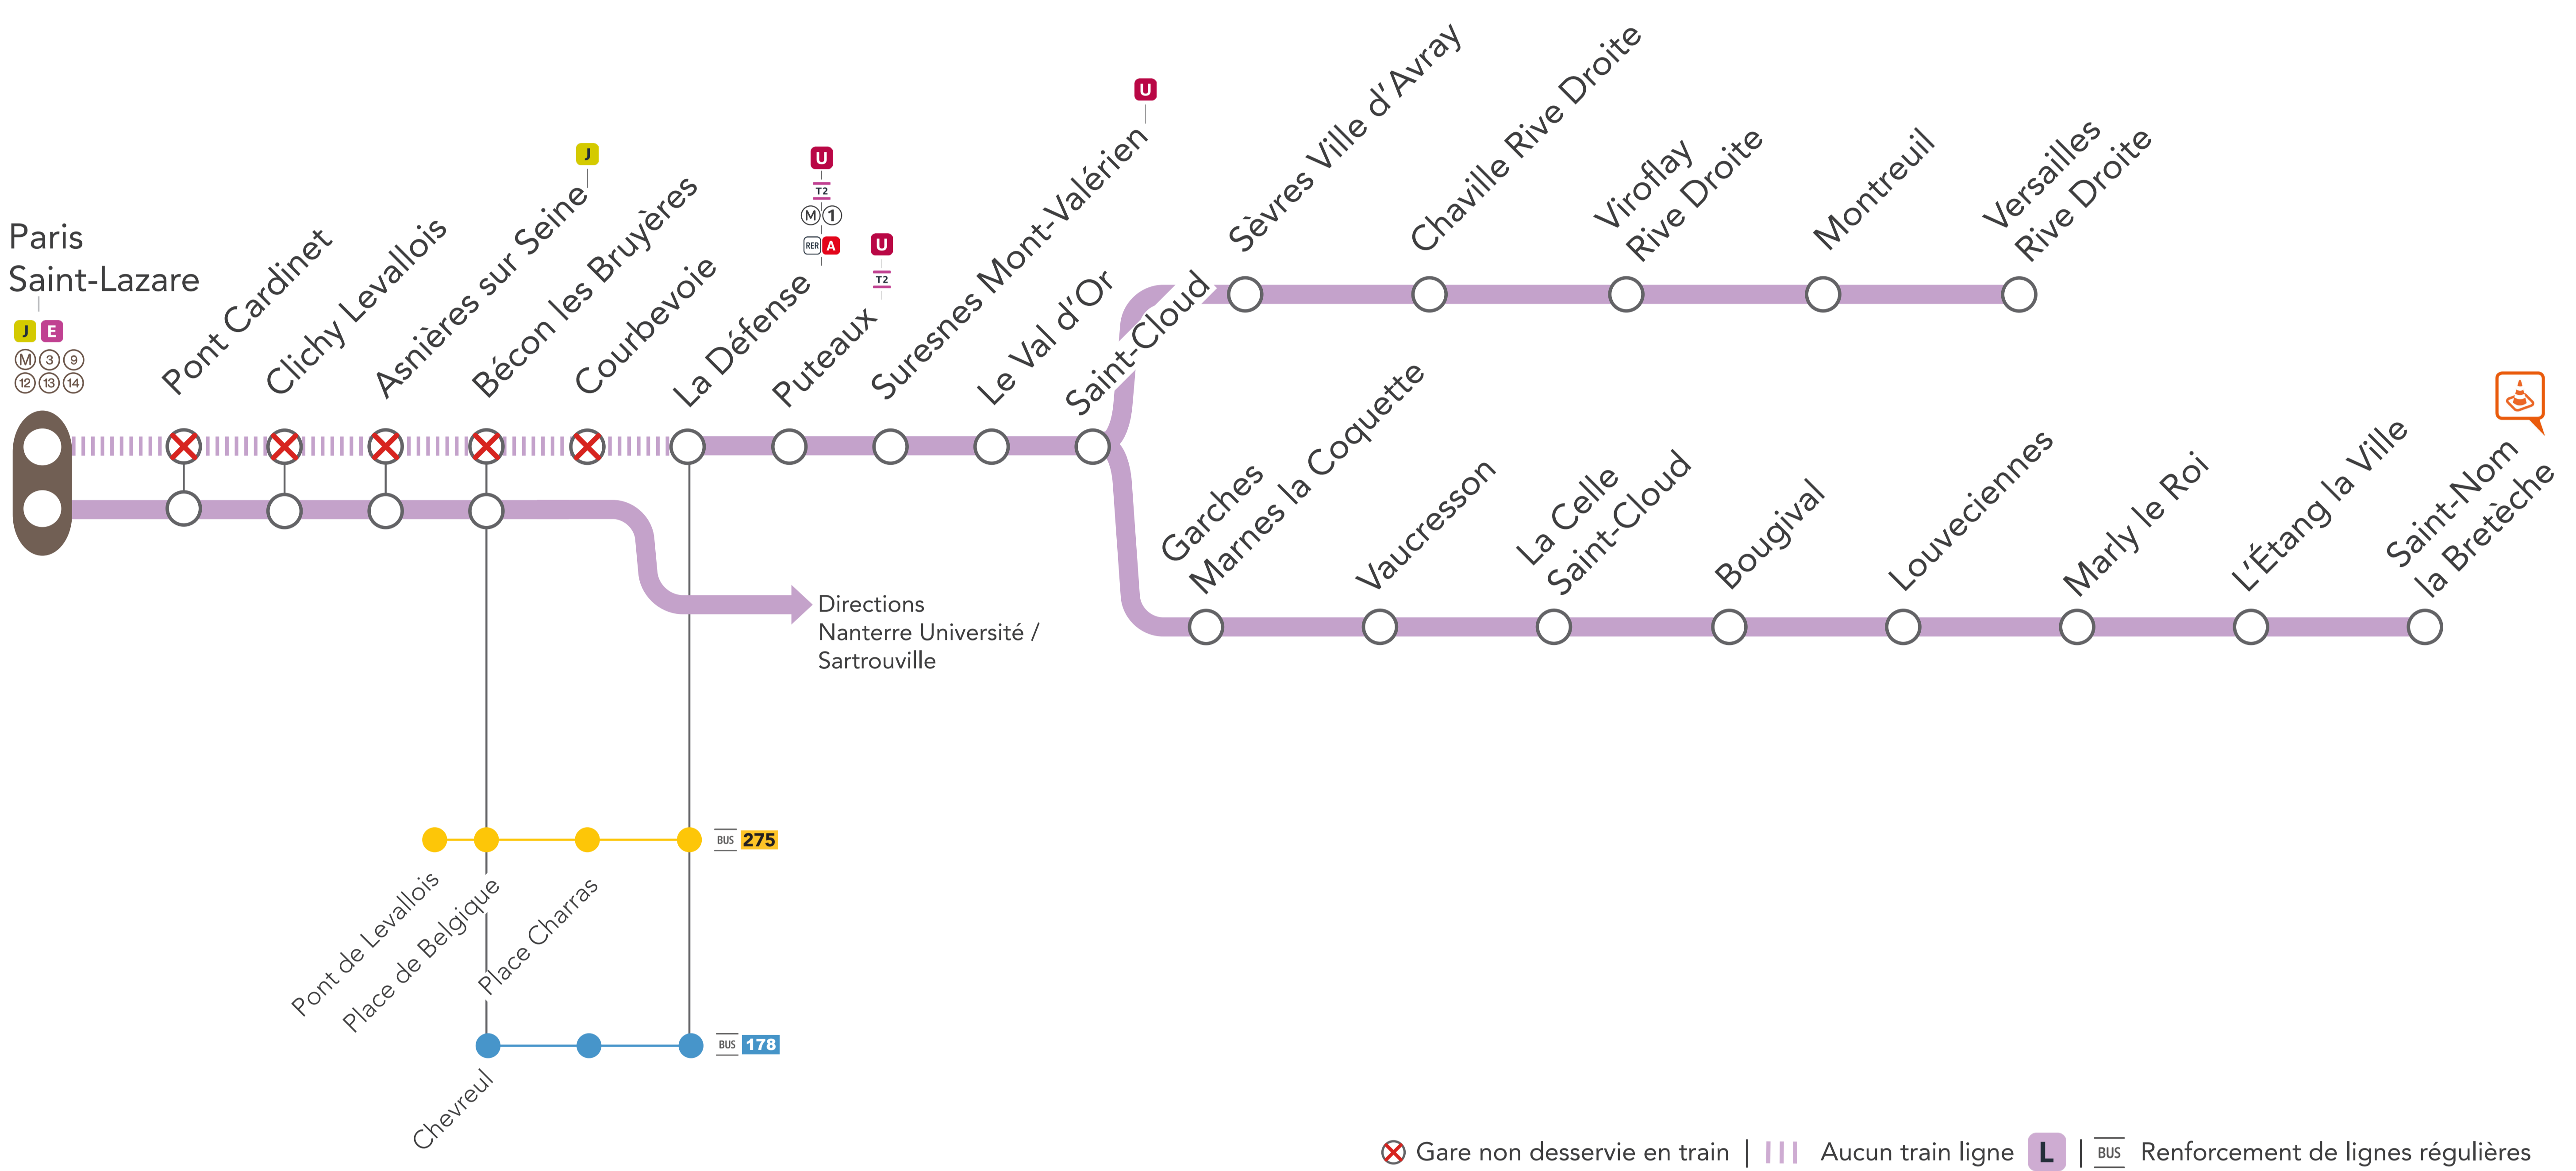 Paris
Saint-Lazare
J E
M 3 9
12 13 14
Pont Cardinet
Clichy Levallois
Asnières sur Seine
J
Bécon les Bruyères
Courbevoie
La Défense
U
T2
M 1
RER A
Puteaux
U
T2
Suresnes Mont-Valérien
U
Le Val d'Or
Saint-Cloud
Sèvres Ville d'Avray
Chaville Rive Droite
Viroflay
Rive Droite
Montreuil
Versailles
Rive Droite
Garches
Marnes la Coquette
Vaucresson
La Celle
Saint-Cloud
Bougival
Louveciennes
Marly le Roi
L'Étang la Ville
Saint-Nom
la Bretèche
Directions
Nanterre Université /
Sartrouville
BUS 275
Pont de Levallois
Place de Belgique
Place Charras
BUS 178
Chevreul
Gare non desservie en train | Aucun train ligne L | BUS Renforcement de lignes régulières